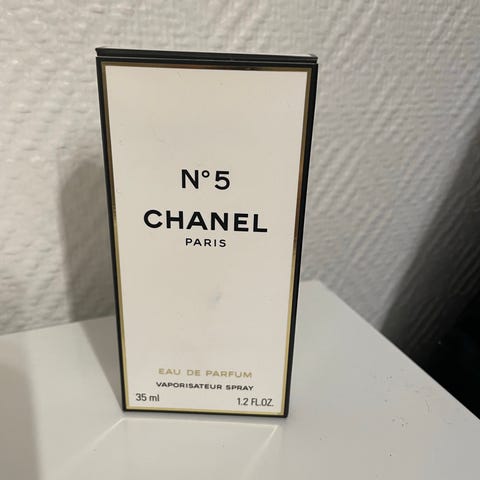 N°5
CHANEL
PARIS
EAU DE PARFUM
VAPORISATEUR SPRAY
35 ml 1.2 FL.OZ.